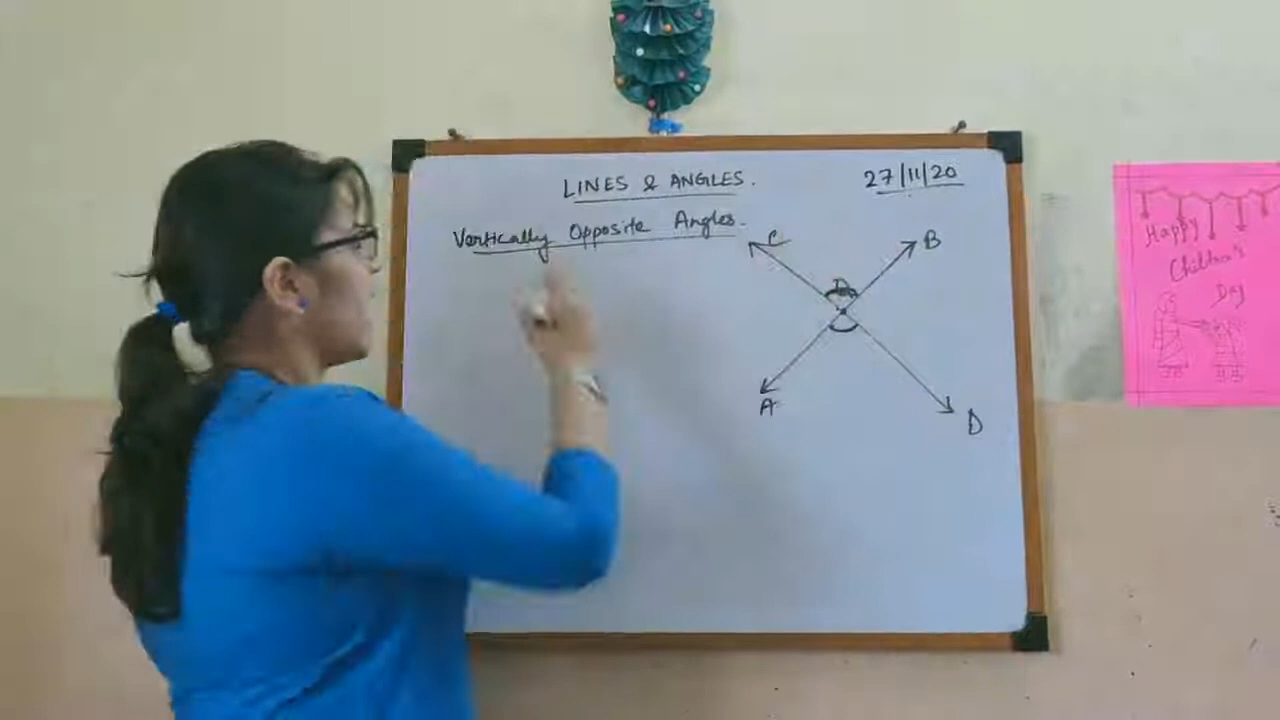 LINES & ANGLES.
27/11/20
Vertically Opposite Angles.
C
B
A
D
Happy
Children's
Day